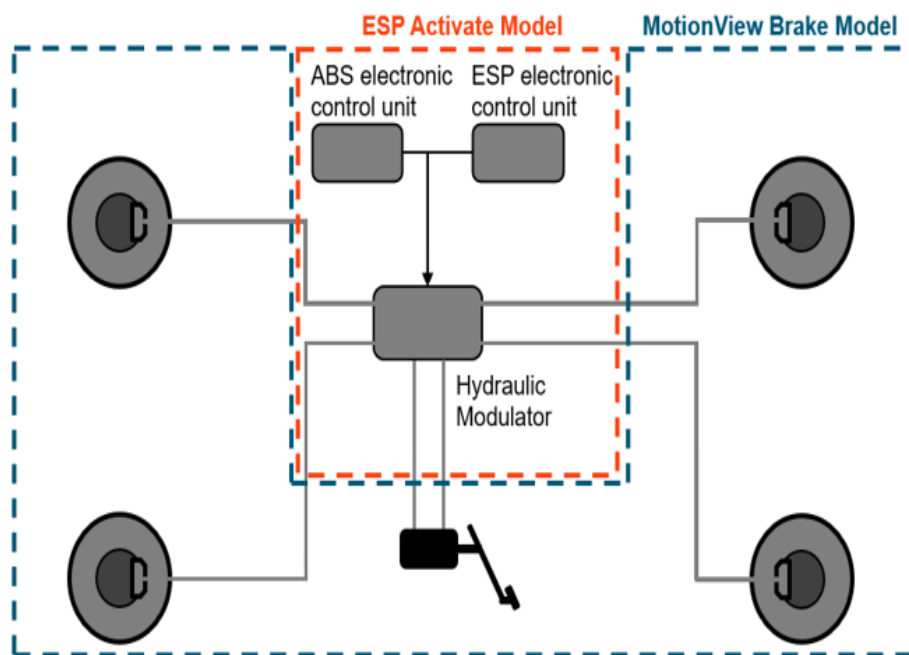 ESP Activate Model
MotionView Brake Model
ABS electronic
control unit
ESP electronic
control unit
Hydraulic
Modulator